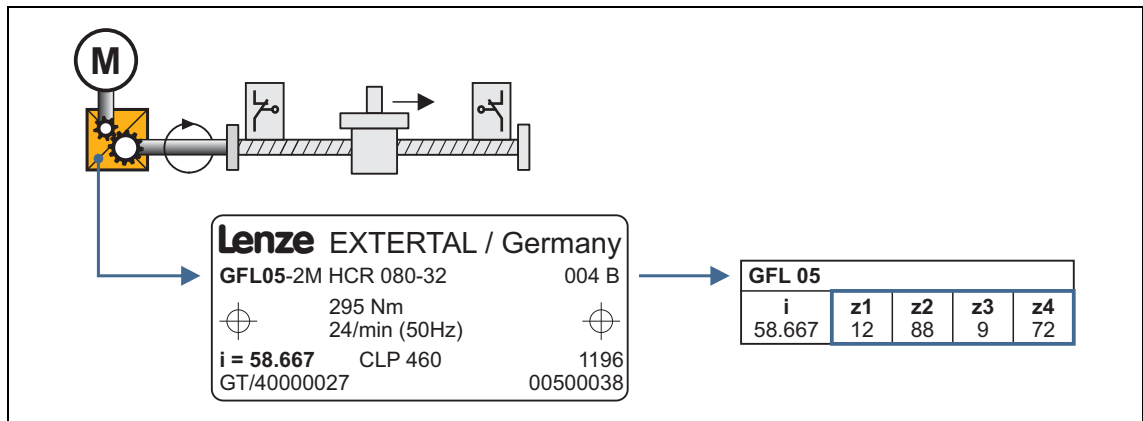 M
Lenze EXTERTAL / Germany
GFL05-2M HCR 080-32 004 B
295 Nm
24/min (50Hz)
i = 58.667 CLP 460 1196
GT/40000027 00500038
GFL 05
i z1 z2 z3 z4
58.667 12 88 9 72